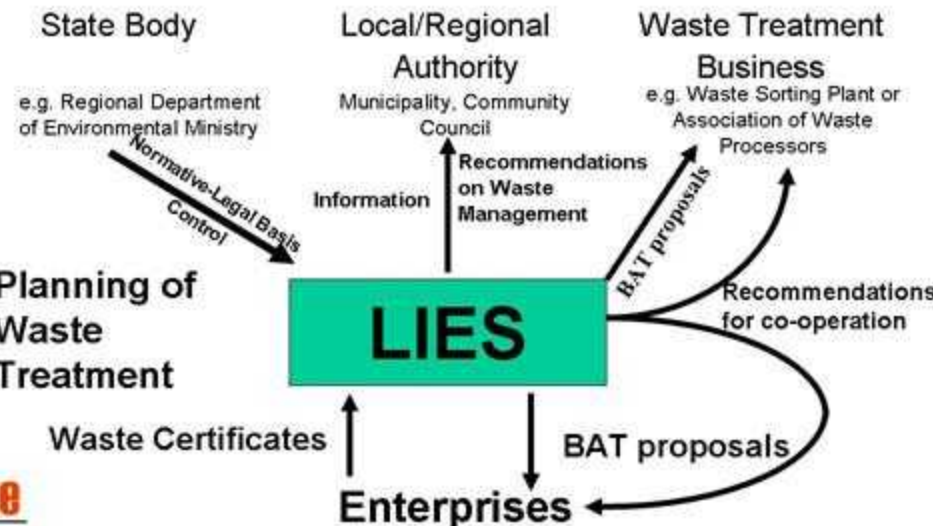 State Body
e.g. Regional Department
of Environmental Ministry
Local/Regional
Authority
Municipality, Community
Council
Waste Treatment
Business
e.g. Waste Sorting Plant or
Association of Waste
Processors
Normative-Legal Basis
Control
Information
Recommendations
on Waste
Management
BAT proposals
Planning of
Waste
Treatment
LIES
Recommendations
for co-operation
Waste Certificates
BAT proposals
Enterprises
e